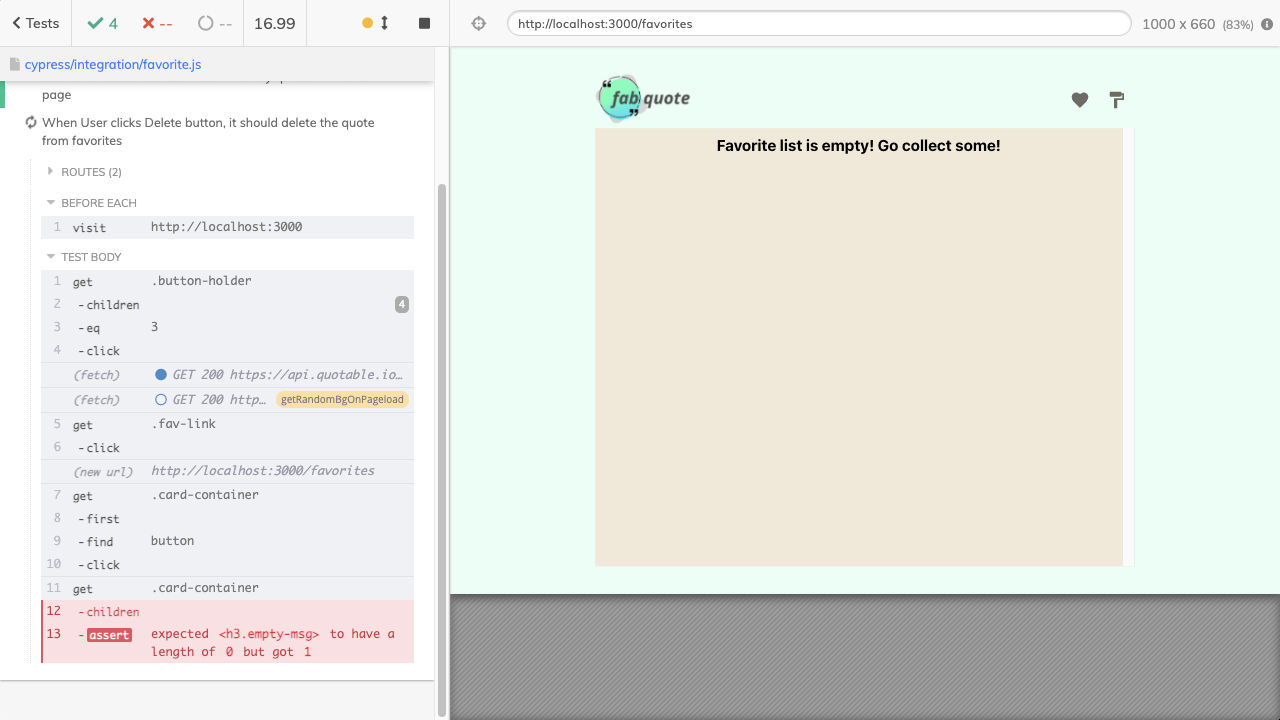 Tests
4
--
--
16.99
http://localhost:3000/favorites
1000 x 660 (83%)
cypress/integration/favorite.js
page
When User clicks Delete button, it should delete the quote
from favorites
ROUTES (2)
BEFORE EACH
1 visit http://localhost:3000
TEST BODY
1 get .button-holder
2 -children 4
3 -eq 3
4 -click
(fetch) GET 200 https://api.quotable.io…
(fetch) GET 200 http… getRandomBgOnPageload
5 get .fav-link
6 -click
(new url) http://localhost:3000/favorites
7 get .card-container
8 -first
9 -find button
10 -click
11 get .card-container
12 -children
13 -assert expected <h3.empty-msg> to have a
length of 0 but got 1
❝fab quote❞
Favorite list is empty! Go collect some!